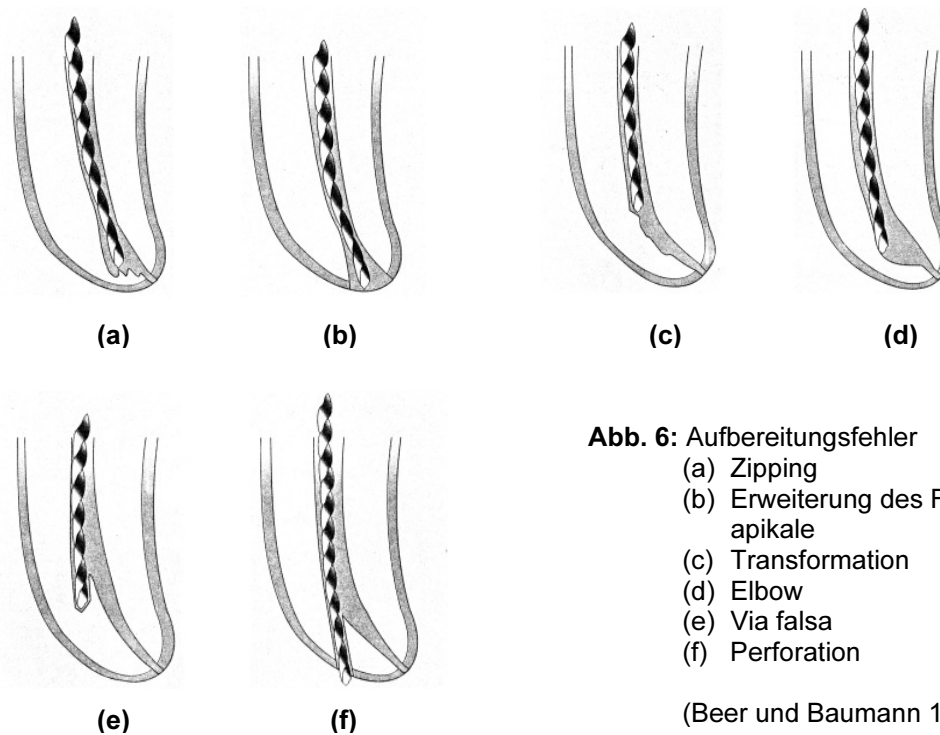 (a)
(b)
(c)
(d)
(e)
(f)
Abb. 6: Aufbereitungsfehler
(a) Zipping
(b) Erweiterung des F
apikale
(c) Transformation
(d) Elbow
(e) Via falsa
(f) Perforation
(Beer und Baumann 1